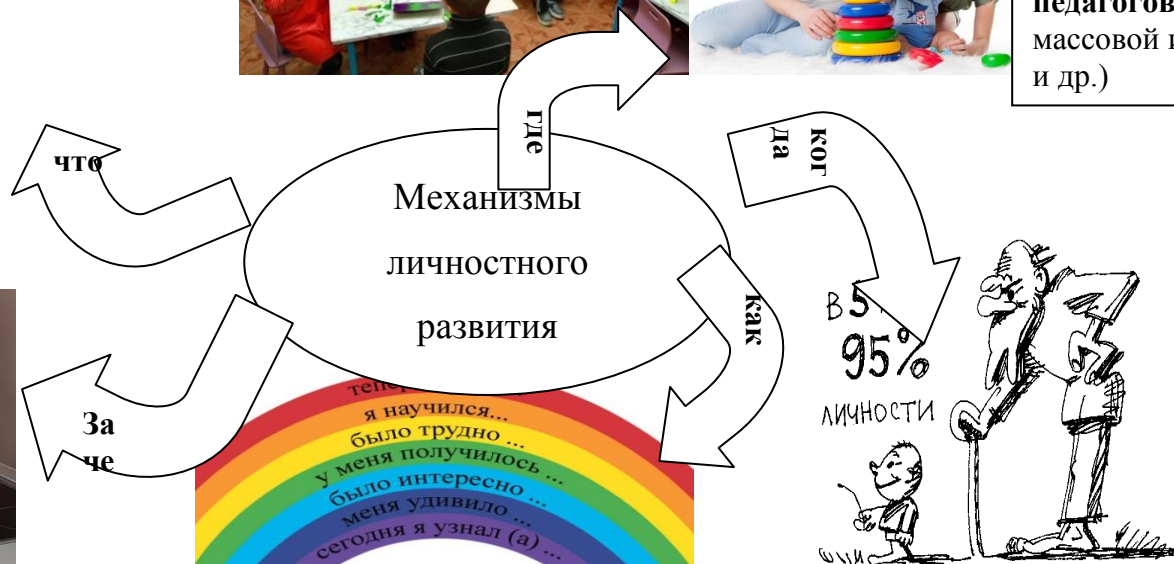 педагогов
массовой и
и др.)
где
ког
да
что
Механизмы
личностного
развития
как
За
че
В 5
95%
личности
я научился...
было трудно ...
у меня получилось ...
было интересно ...
меня удивило ...
сегодня я узнал (а) ...